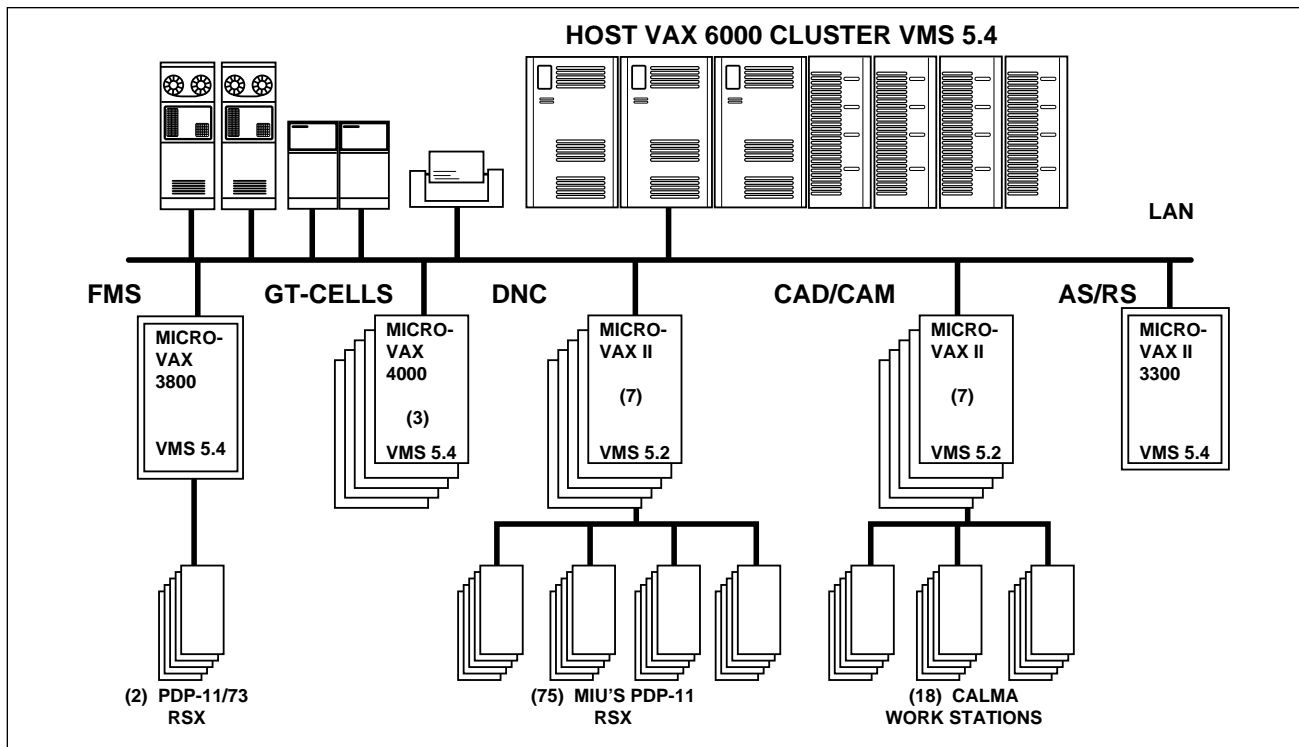 HOST VAX 6000 CLUSTER VMS 5.4
LAN
FMS
GT-CELLS
DNC
CAD/CAM
AS/RS
MICRO-
VAX
3800
VMS 5.4
MICRO-
VAX
4000
(3)
VMS 5.4
MICRO-
VAX II
(7)
VMS 5.2
MICRO-
VAX II
(7)
VMS 5.2
MICRO-
VAX II
3300
VMS 5.4
(2) PDP-11/73
RSX
(75) MIU'S PDP-11
RSX
(18) CALMA
WORK STATIONS